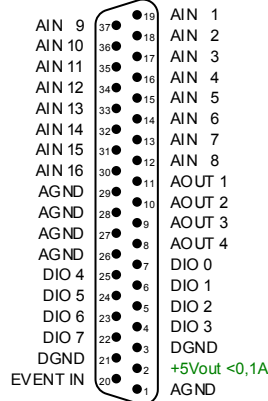 19 AIN 1
AIN 9 37
18 AIN 2
AIN 10 36
17 AIN 3
AIN 11 35
16 AIN 4
AIN 12 34
15 AIN 5
AIN 13 33
14 AIN 6
AIN 14 32
13 AIN 7
AIN 15 31
12 AIN 8
AIN 16 30
11 AOUT 1
AGND 29
10 AOUT 2
AGND 28
9 AOUT 3
AGND 27
8 AOUT 4
AGND 26
7 DIO 0
DIO 4 25
6 DIO 1
DIO 5 24
5 DIO 2
DIO 6 23
4 DIO 3
DIO 7 22
3 DGND
DGND 21
2 +5Vout <0,1A
EVENT IN 20
1 AGND